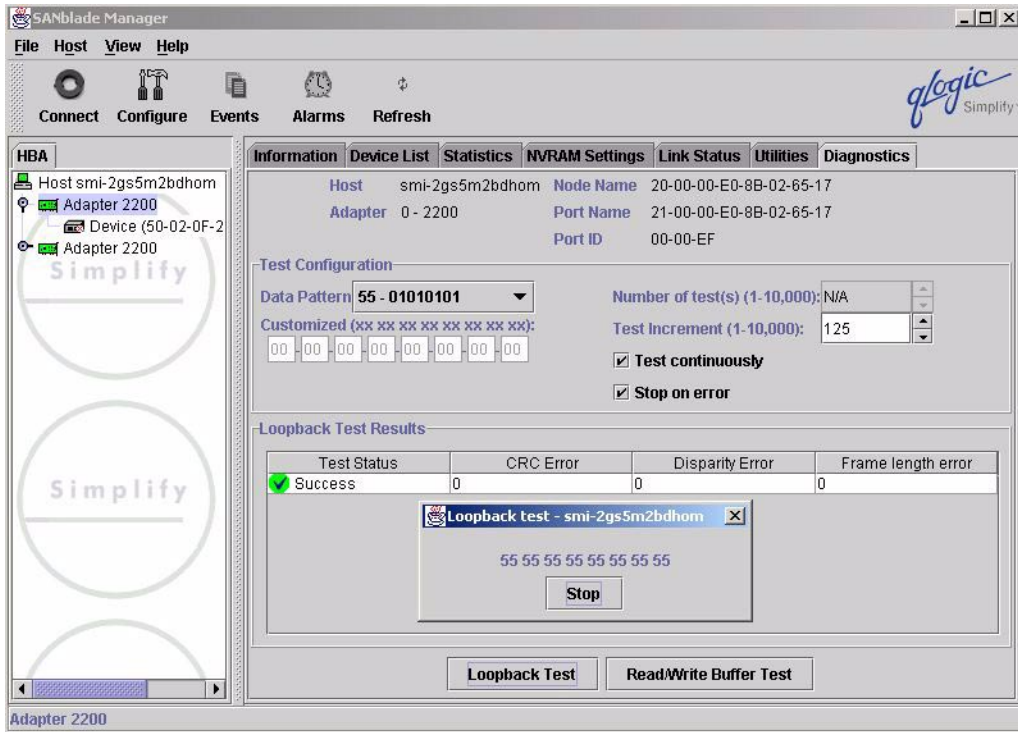 SANblade Manager
File Host View Help
Connect Configure Events Alarms Refresh
qlogic
Simplify
HBA
Host smi-2gs5m2bdhom
Adapter 2200
Device (50-02-0F-2
Adapter 2200
Simplify
Simplify
Information Device List Statistics NVRAM Settings Link Status Utilities Diagnostics
Host smi-2gs5m2bdhom Node Name 20-00-00-E0-8B-02-65-17
Adapter 0 - 2200 Port Name 21-00-00-E0-8B-02-65-17
Port ID 00-00-EF
Test Configuration
Data Pattern 55 - 01010101 Number of test(s) (1-10,000): N/A
Customized (xx xx xx xx xx xx xx xx): Test Increment (1-10,000): 125
00 - 00 - 00 - 00 - 00 - 00 - 00 - 00
Test continuously
Stop on error
Loopback Test Results
Test Status CRC Error Disparity Error Frame length error
Success 0 0 0
Loopback test - smi-2gs5m2bdhom
55 55 55 55 55 55 55 55
Stop
Loopback Test Read/Write Buffer Test
Adapter 2200